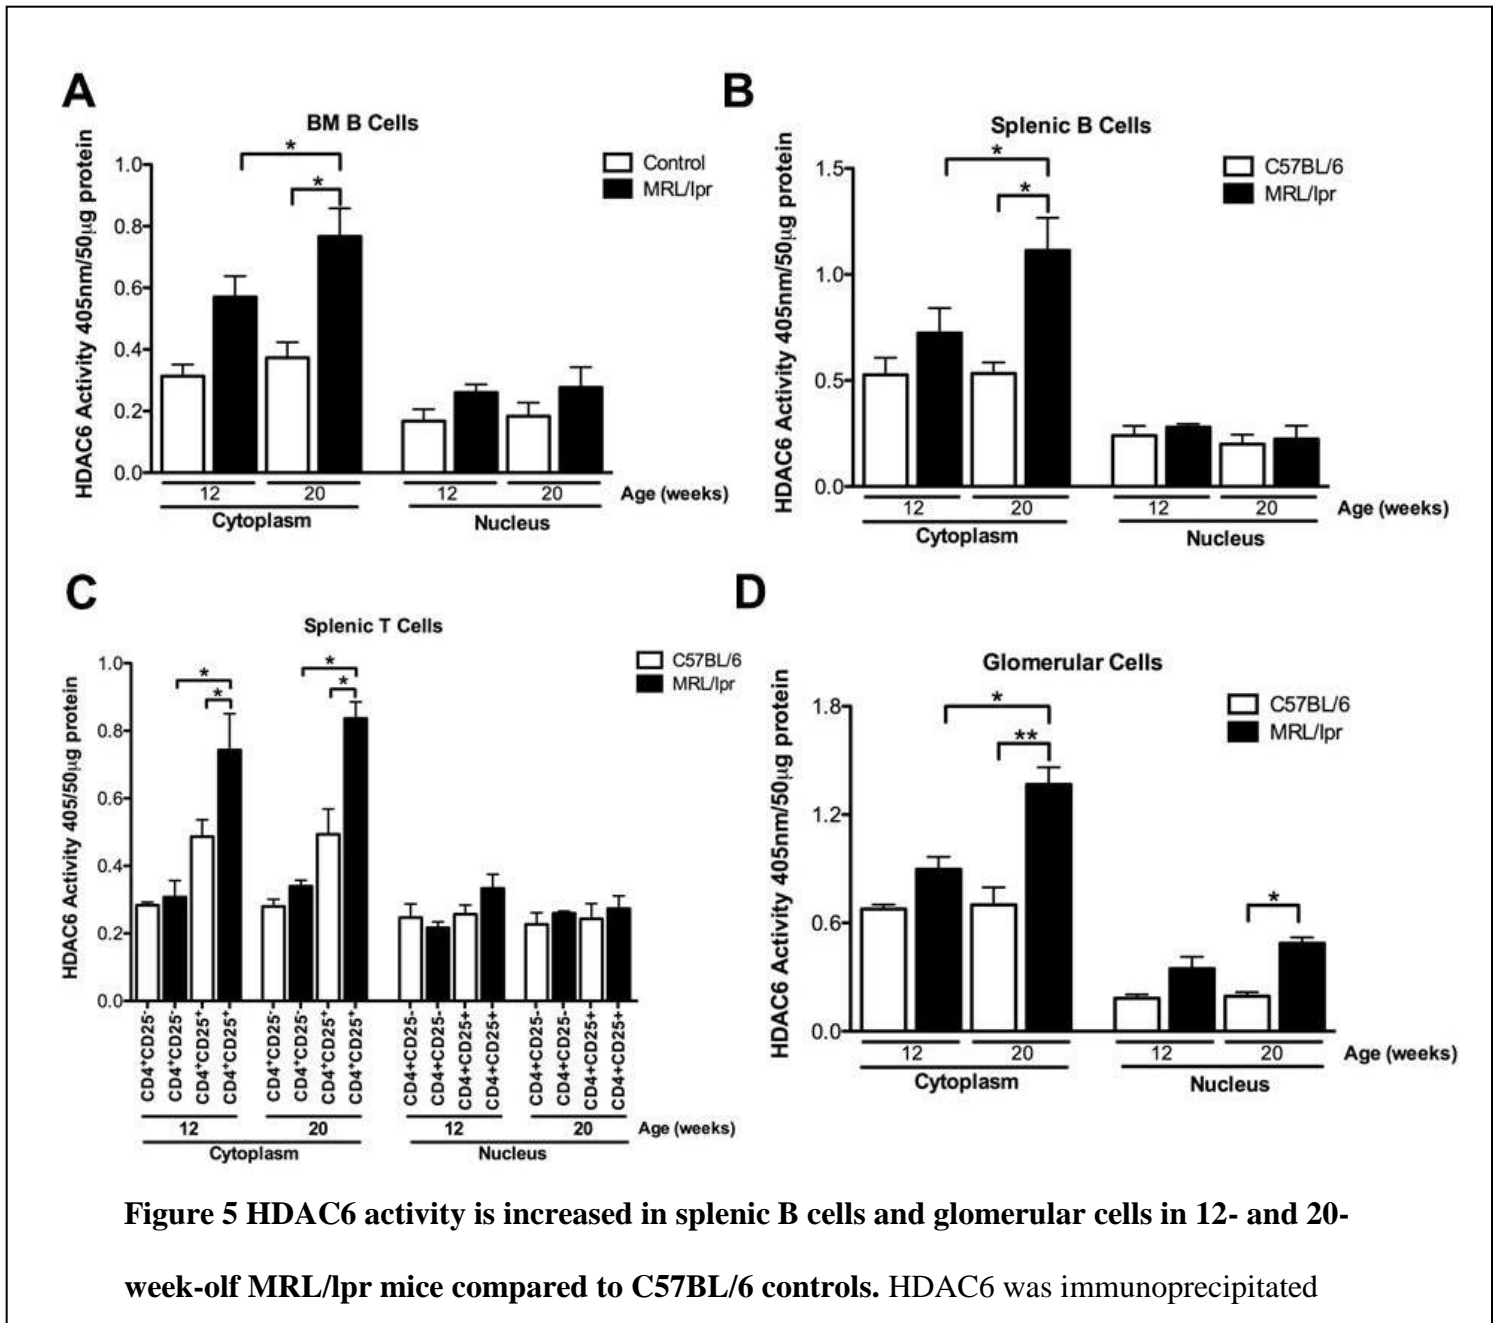 A
BM B Cells
HDAC6 Activity 405nm/50µg protein
1.0
0.8
0.6
0.4
0.2
0.0
*
*
Control
MRL/lpr
12
20
12
20
Age (weeks)
Cytoplasm
Nucleus
B
Splenic B Cells
HDAC6 Activity 405nm/50µg protein
1.5
1.0
0.5
0.0
*
*
C57BL/6
MRL/lpr
12
20
12
20
Age (weeks)
Cytoplasm
Nucleus
C
Splenic T Cells
HDAC6 Activity 405/50µg protein
1.0
0.8
0.6
0.4
0.2
0.0
*
*
*
*
C57BL/6
MRL/lpr
CD4⁺CD25⁻
CD4⁺CD25⁻
CD4⁺CD25⁺
CD4⁺CD25⁺
CD4⁺CD25⁻
CD4⁺CD25⁻
CD4⁺CD25⁺
CD4⁺CD25⁺
CD4+CD25-
CD4+CD25-
CD4+CD25+
CD4+CD25+
CD4+CD25-
CD4+CD25-
CD4+CD25+
CD4+CD25+
12
20
12
20
Age (weeks)
Cytoplasm
Nucleus
D
Glomerular Cells
HDAC6 Activity 405nm/50µg protein
1.8
1.2
0.6
0.0
*
**
*
C57BL/6
MRL/lpr
12
20
12
20
Age (weeks)
Cytoplasm
Nucleus
Figure 5 HDAC6 activity is increased in splenic B cells and glomerular cells in 12- and 20-
week-olf MRL/lpr mice compared to C57BL/6 controls. HDAC6 was immunoprecipitated